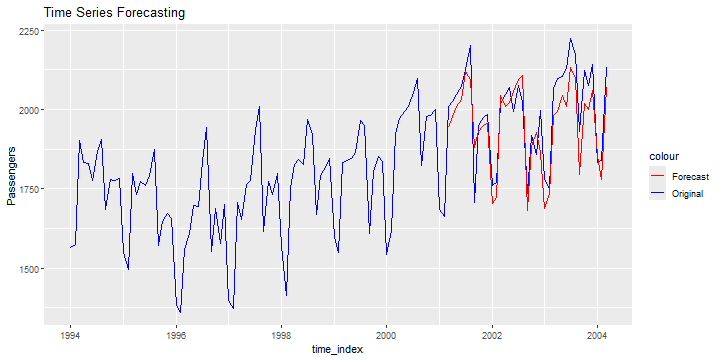 Time Series Forecasting
2250
2000
1750
1500
Passengers
1994
1996
1998
2000
2002
2004
time_index
colour
Forecast
Original